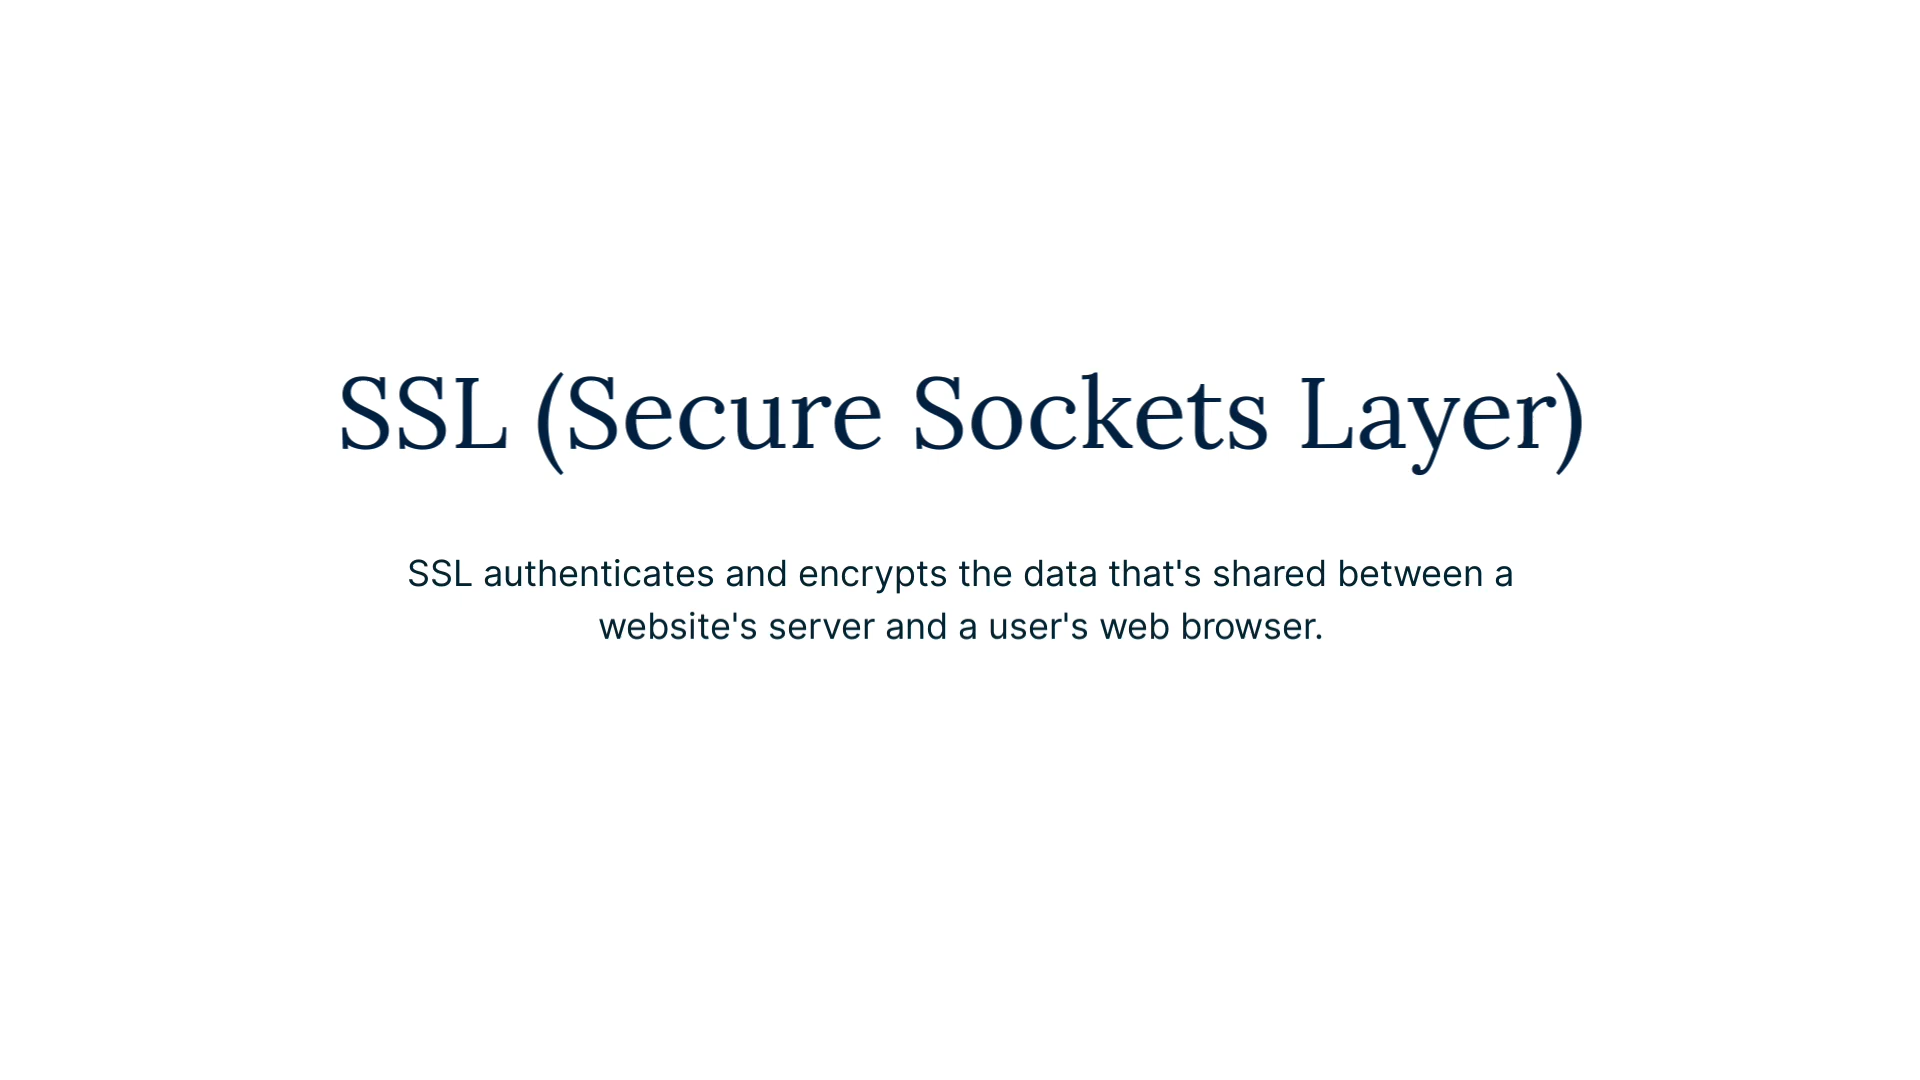 SSL (Secure Sockets Layer)
SSL authenticates and encrypts the data that's shared between a
website's server and a user's web browser.